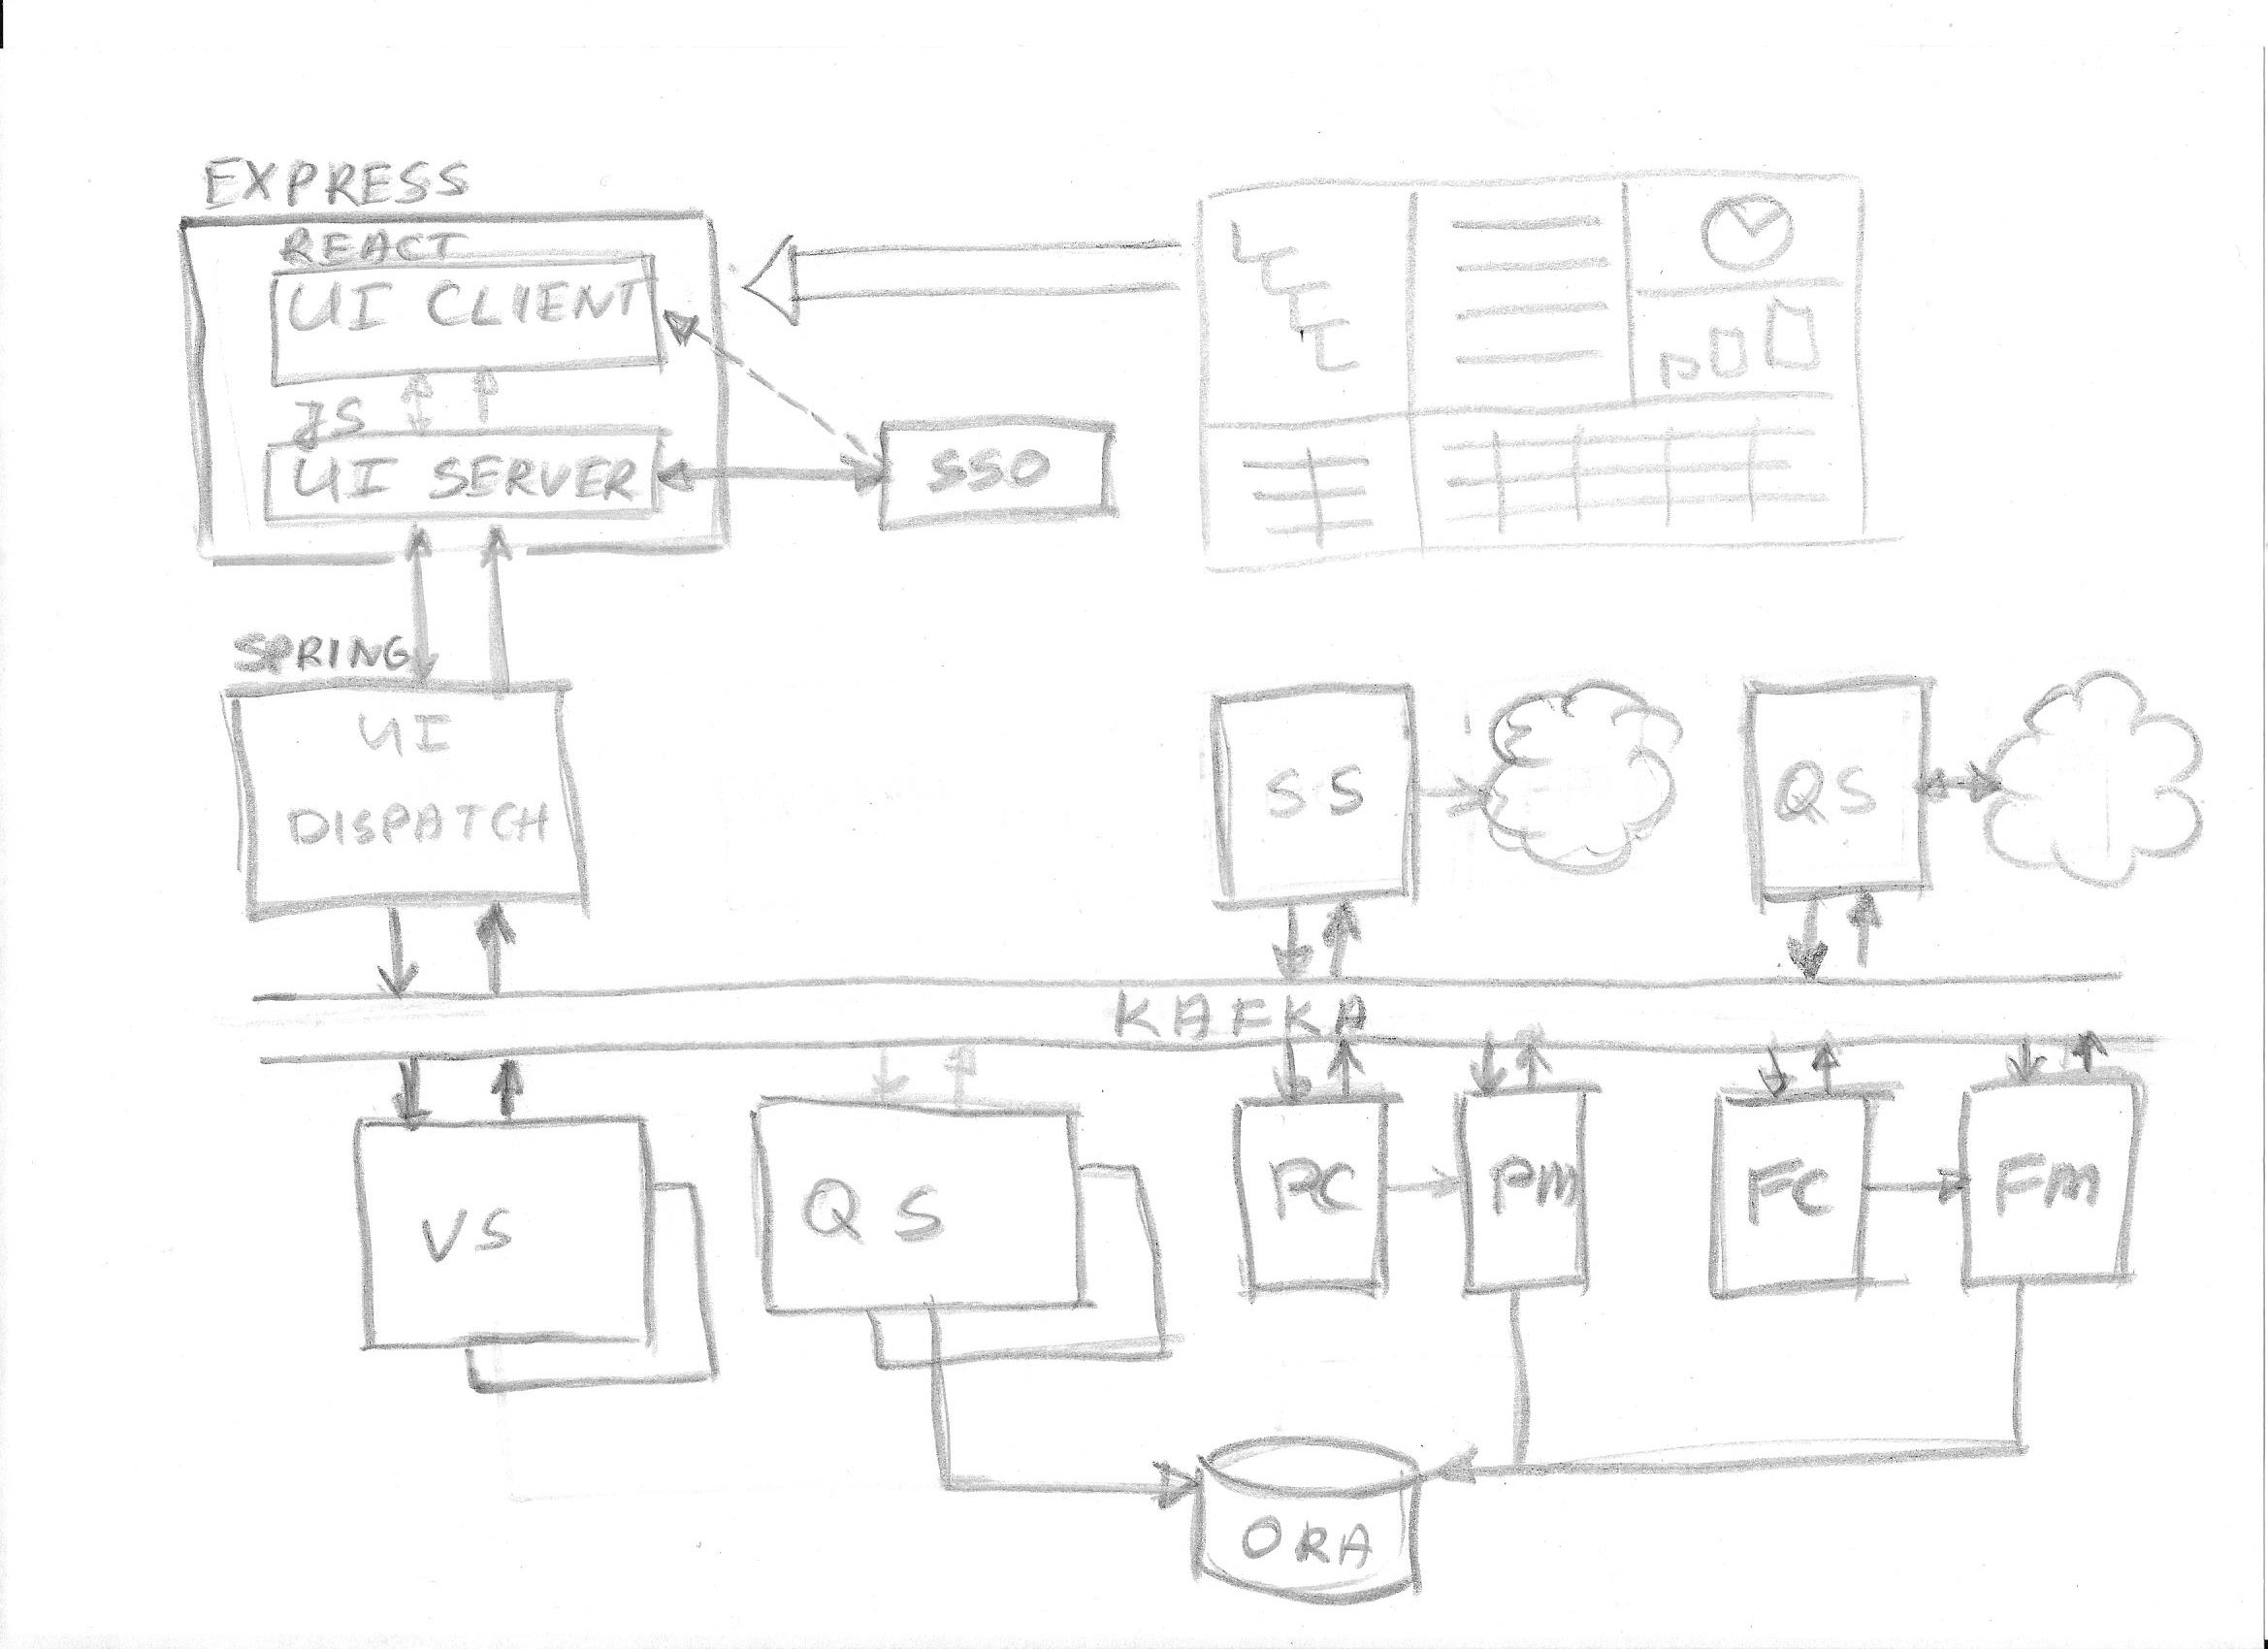 EXPRESS
REACT
UI CLIENT
JS
UI SERVER
SSO
SPRING
UI
DISPATCH
SS
QS
KAFKA
VS
QS
PC
PM
FC
FM
ORA